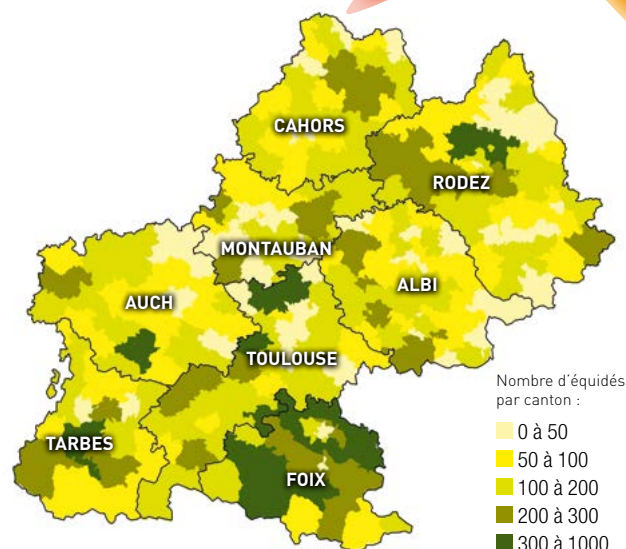 CAHORS
RODEZ
MONTAUBAN
ALBI
AUCH
TOULOUSE
TARBES
FOIX
Nombre d'équidés
par canton :
0 à 50
50 à 100
100 à 200
200 à 300
300 à 1000